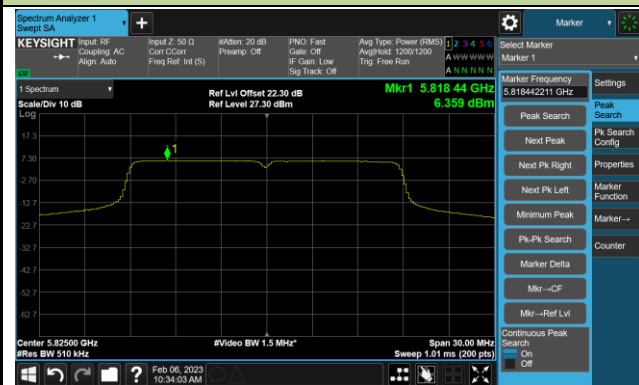 Spectrum Analyzer 1
Swept SA
+
Marker
KEYSIGHT
Input: RF
Coupling: AC
Align: Auto
Input Z: 50 Ω
Corr CCorr
Freq Ref: Int (S)
#Atten: 20 dB
Preamp: Off
PNO: Fast
Gate: Off
IF Gain: Low
Sig Track: Off
Avg Type: Power (RMS)
Avg|Hold: 1200/1200
Trig: Free Run
1 2 3 4 5 6
A W W W W W
A N N N N N
Select Marker
Marker 1
LXI
1 Spectrum
Scale/Div 10 dB
Log
Ref Lvl Offset 22.30 dB
Ref Level 27.30 dBm
Mkr1 5.818 44 GHz
6.359 dBm
17.3
7.30
-2.70
-12.7
-22.7
-32.7
-42.7
-52.7
-62.7
1
Center 5.82500 GHz
#Res BW 510 kHz
#Video BW 1.5 MHz*
Span 30.00 MHz
Sweep 1.01 ms (200 pts)
Marker Frequency
5.818442211 GHz
Peak Search
Next Peak
Next Pk Right
Next Pk Left
Minimum Peak
Pk-Pk Search
Marker Delta
Mkr→CF
Mkr→Ref Lvl
Continuous Peak
Search
On
Off
Settings
Peak
Search
Pk Search
Config
Properties
Marker
Function
Marker→
Counter
?
Feb 06, 2023
10:34:03 AM